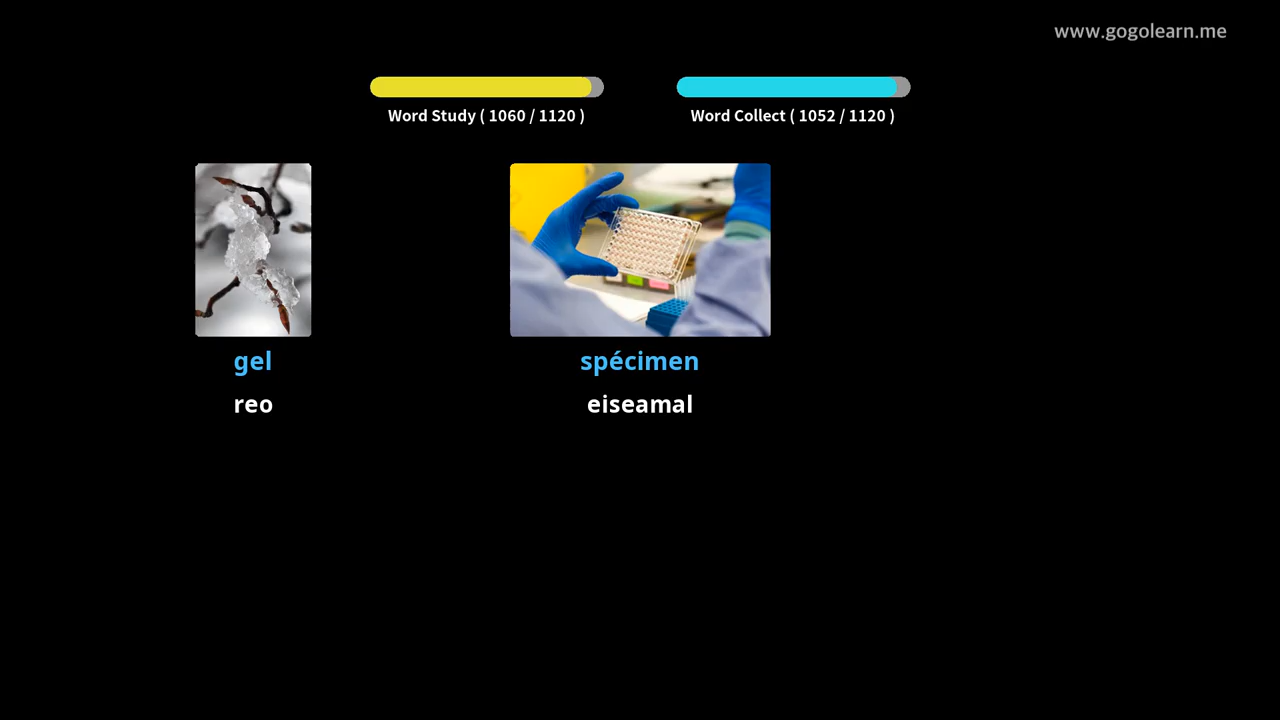 www.gogolearn.me
Word Study ( 1060 / 1120 )
Word Collect ( 1052 / 1120 )
gel
reo
spécimen
eiseamal